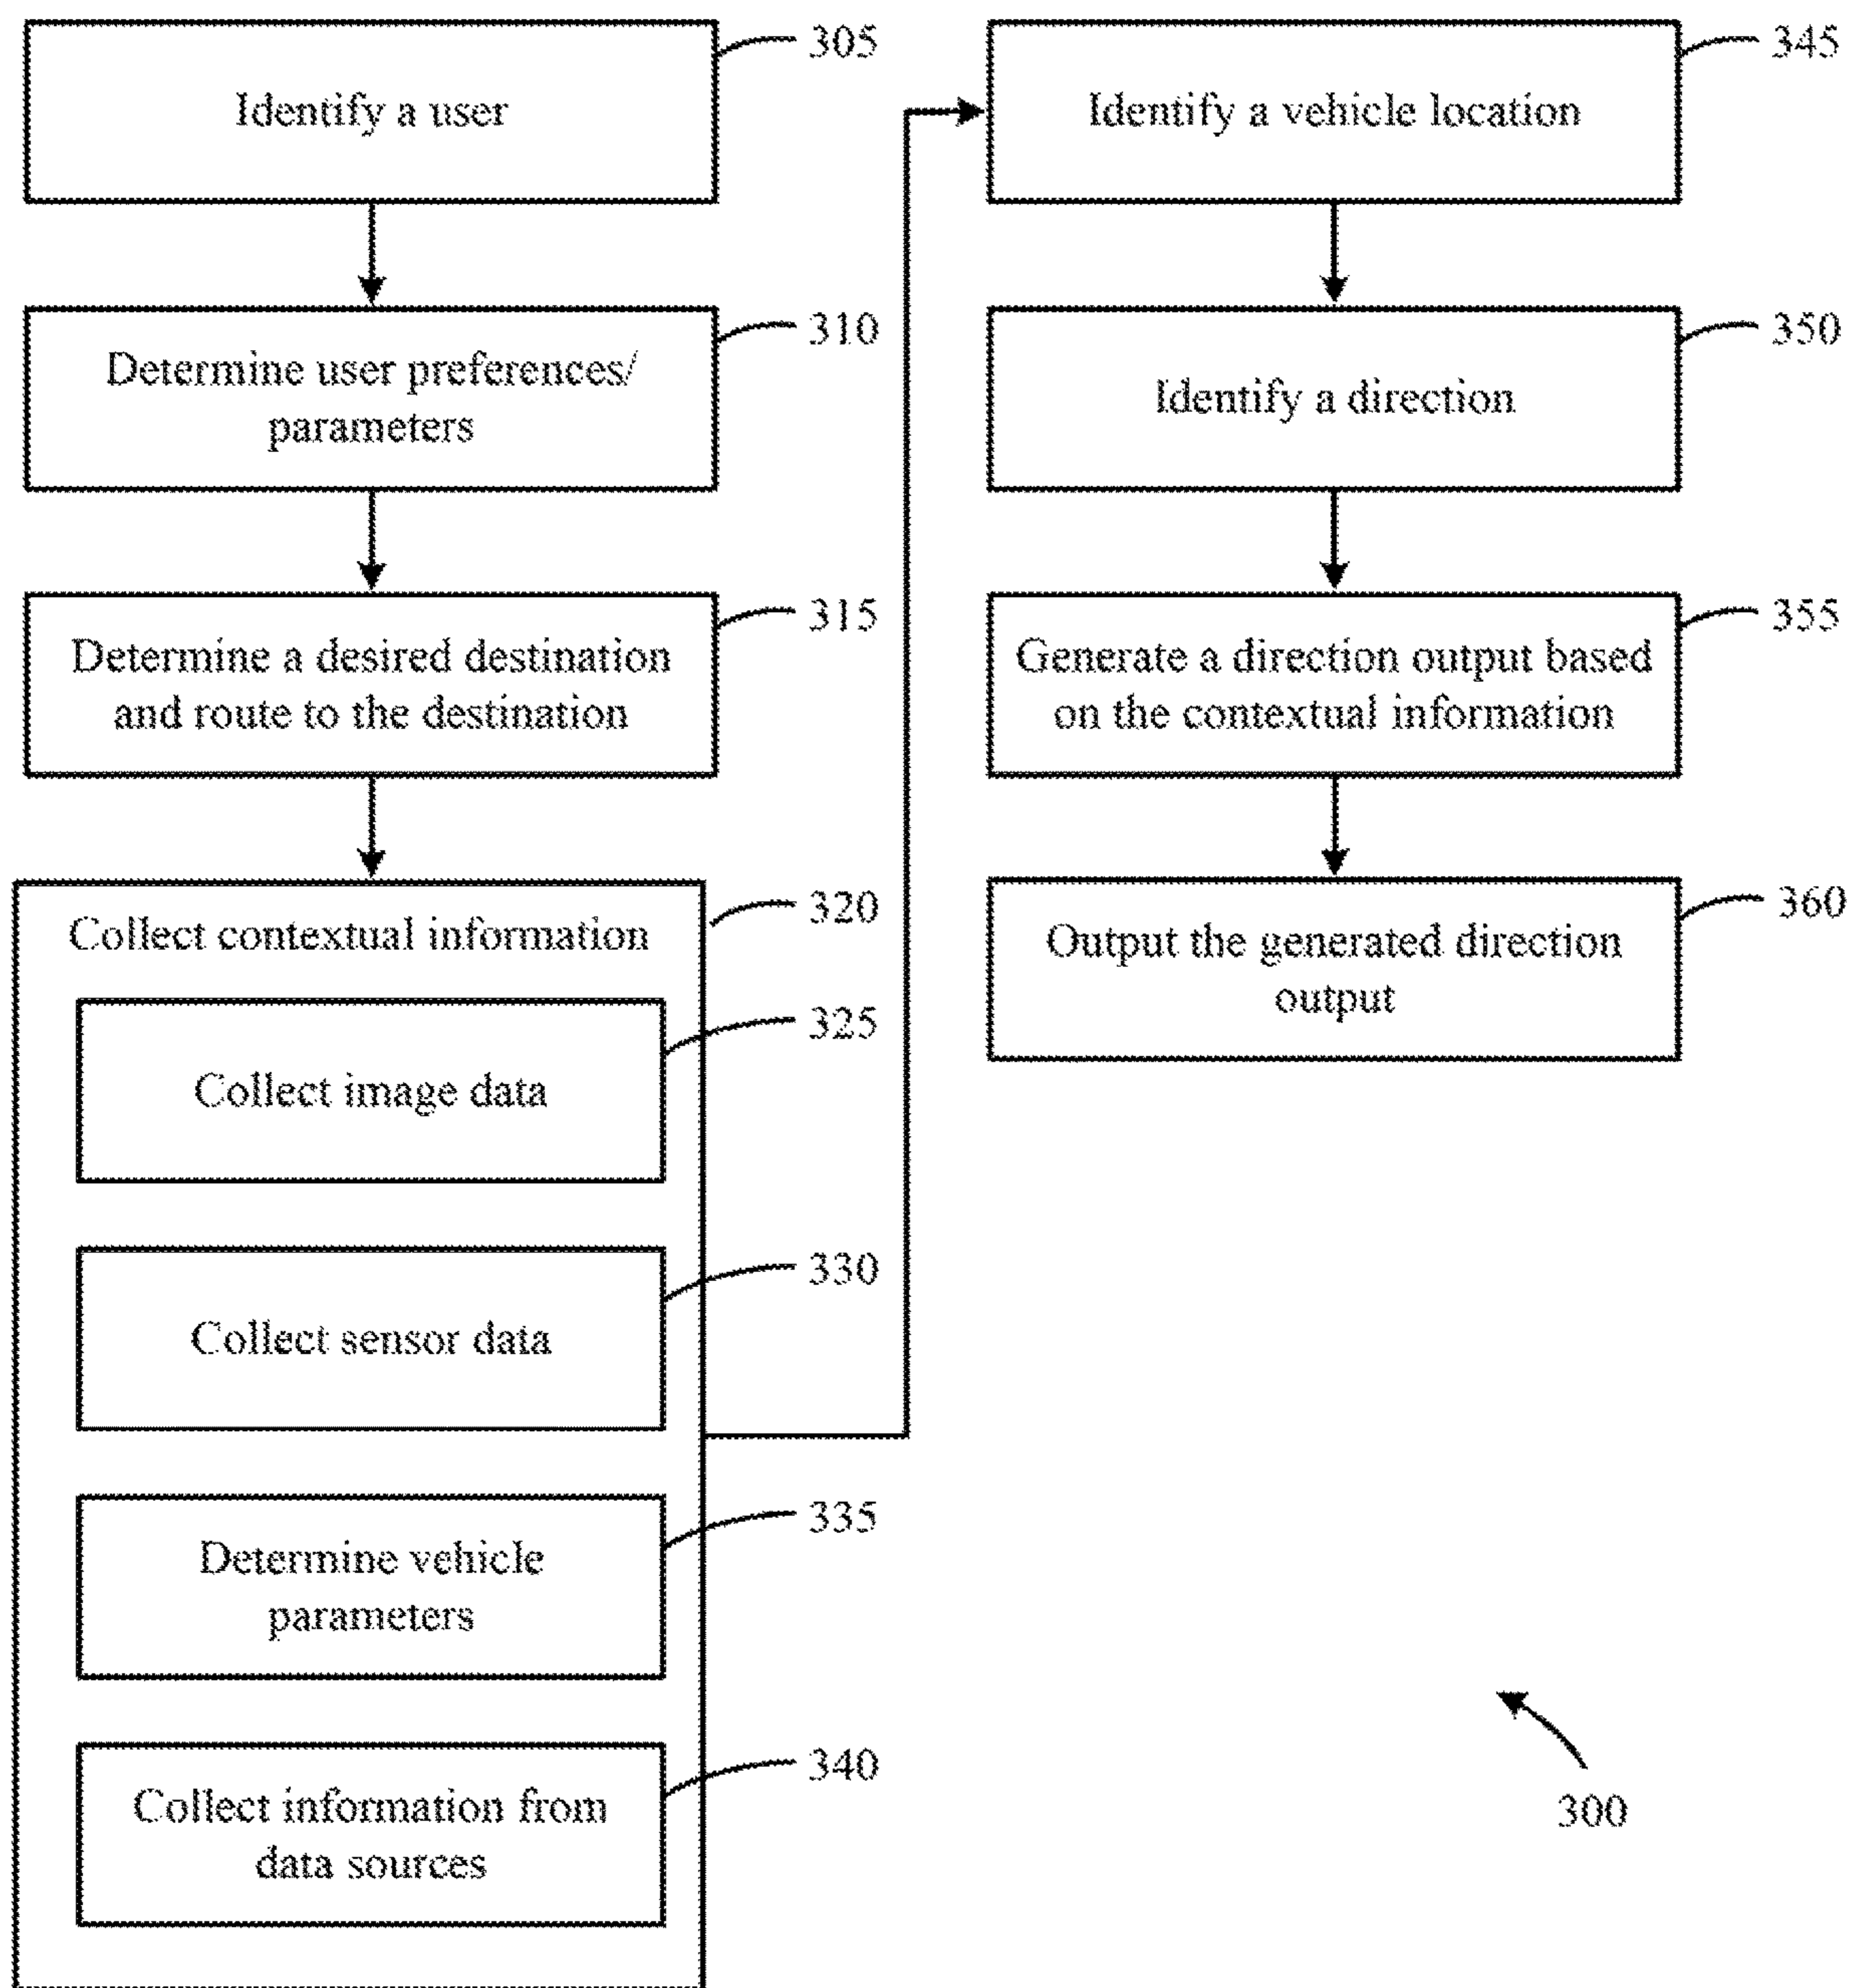 305
Identify a user
310
Determine user preferences/
parameters
315
Determine a desired destination
and route to the destination
320
Collect contextual information
325
Collect image data
330
Collect sensor data
335
Determine vehicle
parameters
340
Collect information from
data sources
345
Identify a vehicle location
350
Identify a direction
355
Generate a direction output based
on the contextual information
360
Output the generated direction
output
300